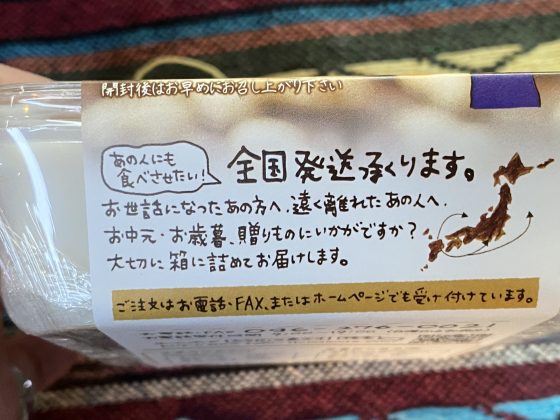 開封後はお早めにお召し上がり下さい
あの人にも
食べさせたい!
全国発送承ります。
お世話になったあの方へ、遠く離れたあの人へ、
お中元・お歳暮、贈りものにいかがですか?
大切に箱に詰めてお届けします。
ご注文はお電話・FAX、またはホームページでも受け付けています。